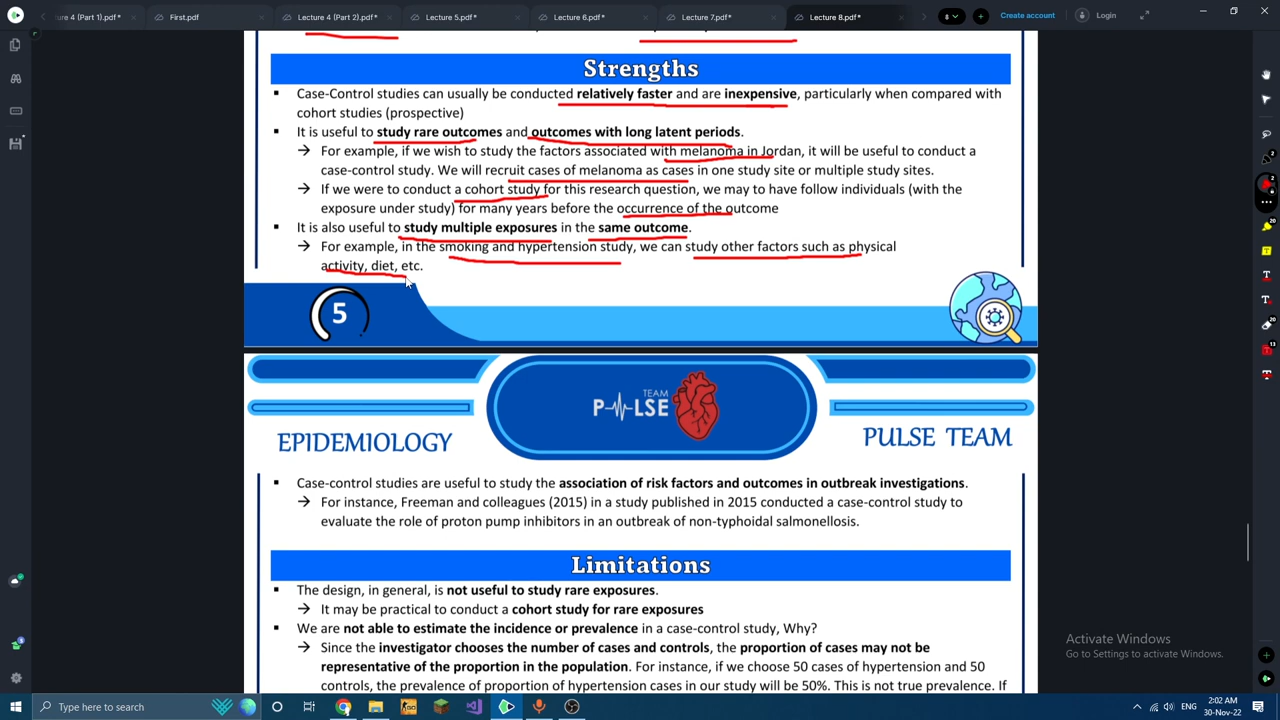 ure 4 (Part 1).pdf*
First.pdf
Lecture 4 (Part 2).pdf*
Lecture 5.pdf*
Lecture 6.pdf*
Lecture 7.pdf*
Lecture 8.pdf*
8
Create account
Login
Strengths
▪ Case-Control studies can usually be conducted relatively faster and are inexpensive, particularly when compared with
cohort studies (prospective)
▪ It is useful to study rare outcomes and outcomes with long latent periods.
→ For example, if we wish to study the factors associated with melanoma in Jordan, it will be useful to conduct a
case-control study. We will recruit cases of melanoma as cases in one study site or multiple study sites.
→ If we were to conduct a cohort study for this research question, we may to have follow individuals (with the
exposure under study) for many years before the occurrence of the outcome
▪ It is also useful to study multiple exposures in the same outcome.
→ For example, in the smoking and hypertension study, we can study other factors such as physical
activity, diet, etc.
5
TEAM
P LSE
EPIDEMIOLOGY
PULSE TEAM
▪ Case-control studies are useful to study the association of risk factors and outcomes in outbreak investigations.
→ For instance, Freeman and colleagues (2015) in a study published in 2015 conducted a case-control study to
evaluate the role of proton pump inhibitors in an outbreak of non-typhoidal salmonellosis.
Limitations
▪ The design, in general, is not useful to study rare exposures.
→ It may be practical to conduct a cohort study for rare exposures
▪ We are not able to estimate the incidence or prevalence in a case-control study, Why?
→ Since the investigator chooses the number of cases and controls, the proportion of cases may not be
representative of the proportion in the population. For instance, if we choose 50 cases of hypertension and 50
controls, the prevalence of proportion of hypertension cases in our study will be 50%. This is not true prevalence. If
Activate Windows
Go to Settings to activate Windows.
Type here to search
ENG
2:02 AM
30-Nov-22